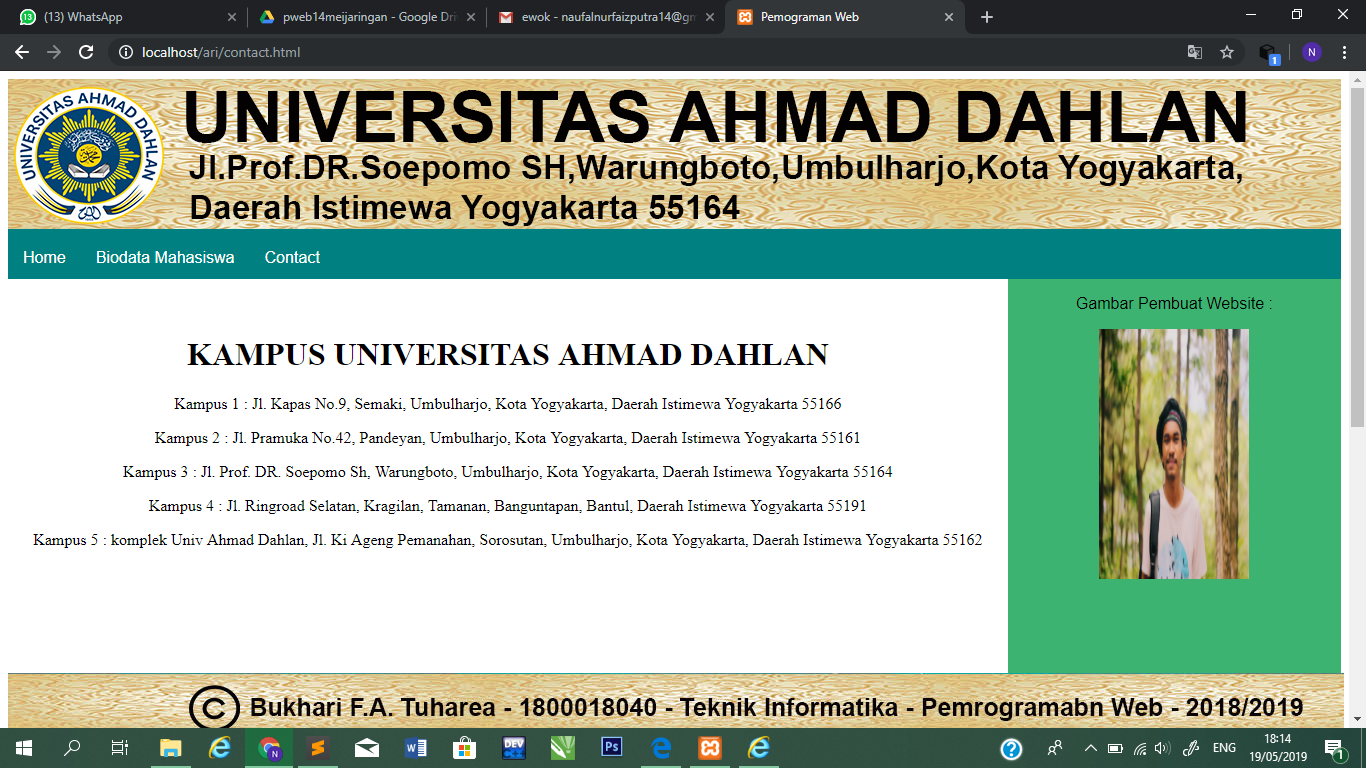 (13) WhatsApp
pweb14meijaringan - Google Dri
ewok - naufalnurfaizputra14@gm
Pemograman Web
localhost/ari/contact.html
N
1
UNIVERSITAS AHMAD DAHLAN
UNIVERSITAS AHMAD DAHLAN
Jl.Prof.DR.Soepomo SH,Warungboto,Umbulharjo,Kota Yogyakarta,
Daerah Istimewa Yogyakarta 55164
Home Biodata Mahasiswa Contact
Gambar Pembuat Website :
KAMPUS UNIVERSITAS AHMAD DAHLAN
Kampus 1 : Jl. Kapas No.9, Semaki, Umbulharjo, Kota Yogyakarta, Daerah Istimewa Yogyakarta 55166
Kampus 2 : Jl. Pramuka No.42, Pandeyan, Umbulharjo, Kota Yogyakarta, Daerah Istimewa Yogyakarta 55161
Kampus 3 : Jl. Prof. DR. Soepomo Sh, Warungboto, Umbulharjo, Kota Yogyakarta, Daerah Istimewa Yogyakarta 55164
Kampus 4 : Jl. Ringroad Selatan, Kragilan, Tamanan, Banguntapan, Bantul, Daerah Istimewa Yogyakarta 55191
Kampus 5 : komplek Univ Ahmad Dahlan, Jl. Ki Ageng Pemanahan, Sorosutan, Umbulharjo, Kota Yogyakarta, Daerah Istimewa Yogyakarta 55162
© Bukhari F.A. Tuharea - 1800018040 - Teknik Informatika - Pemrogramabn Web - 2018/2019
N
DEV
Ps
ENG
18:14
19/05/2019
1